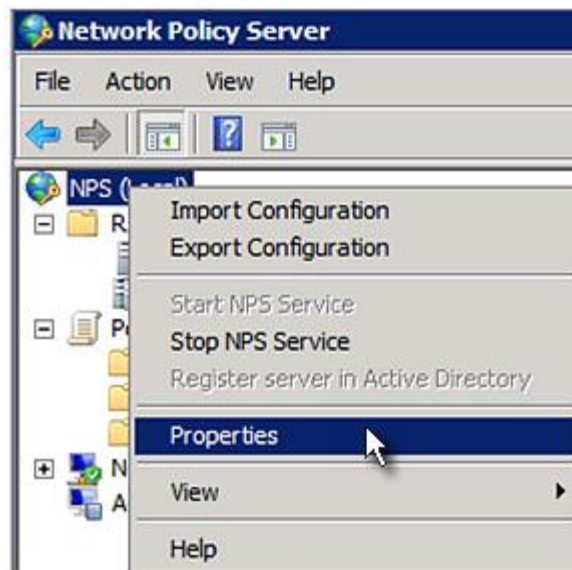 Network Policy Server
File Action View Help
NPS (Local)
Import Configuration
Export Configuration
Start NPS Service
Stop NPS Service
Register server in Active Directory
Properties
View
Help